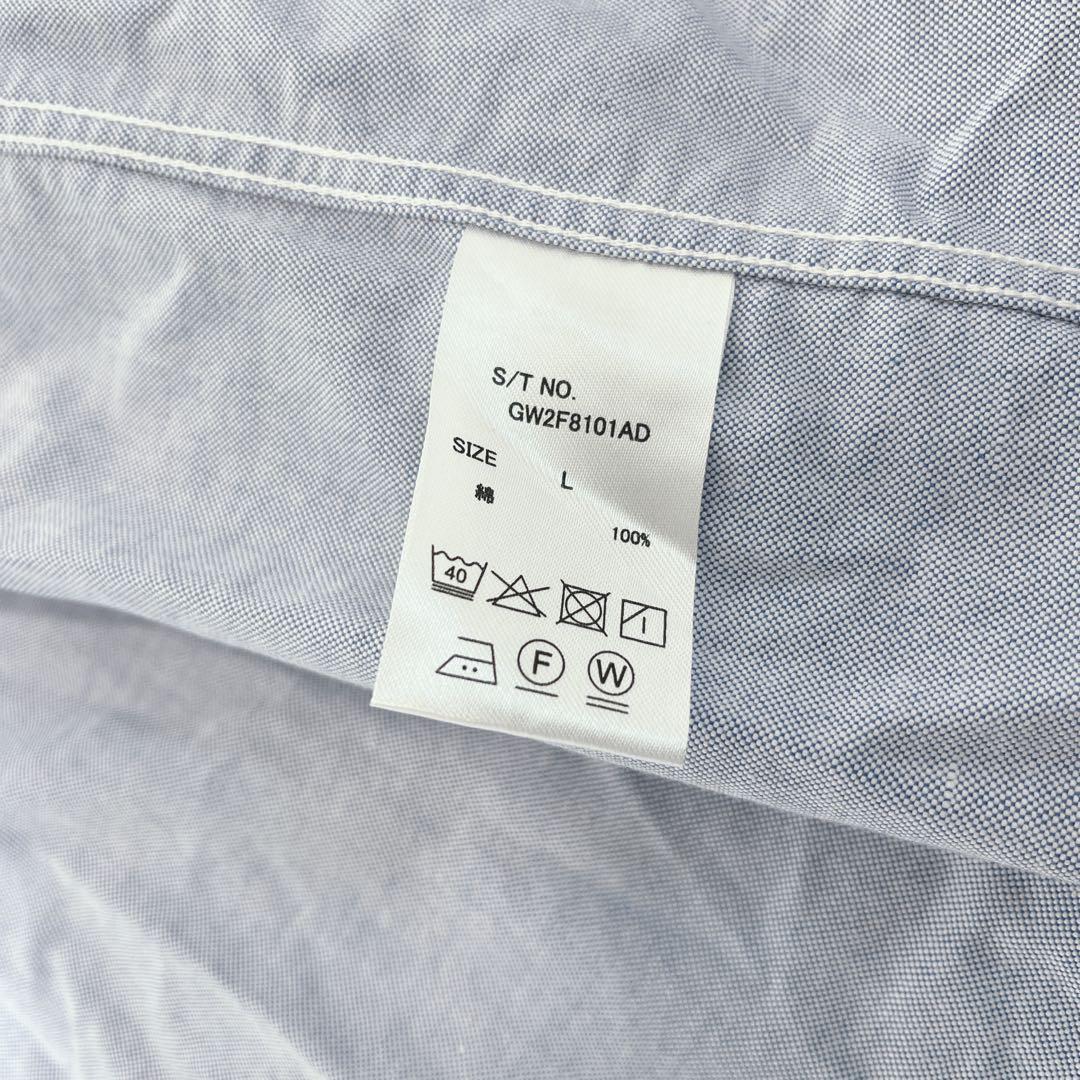 S/T NO.
GW2F8101AD
SIZE L
綿 100%
40
F W